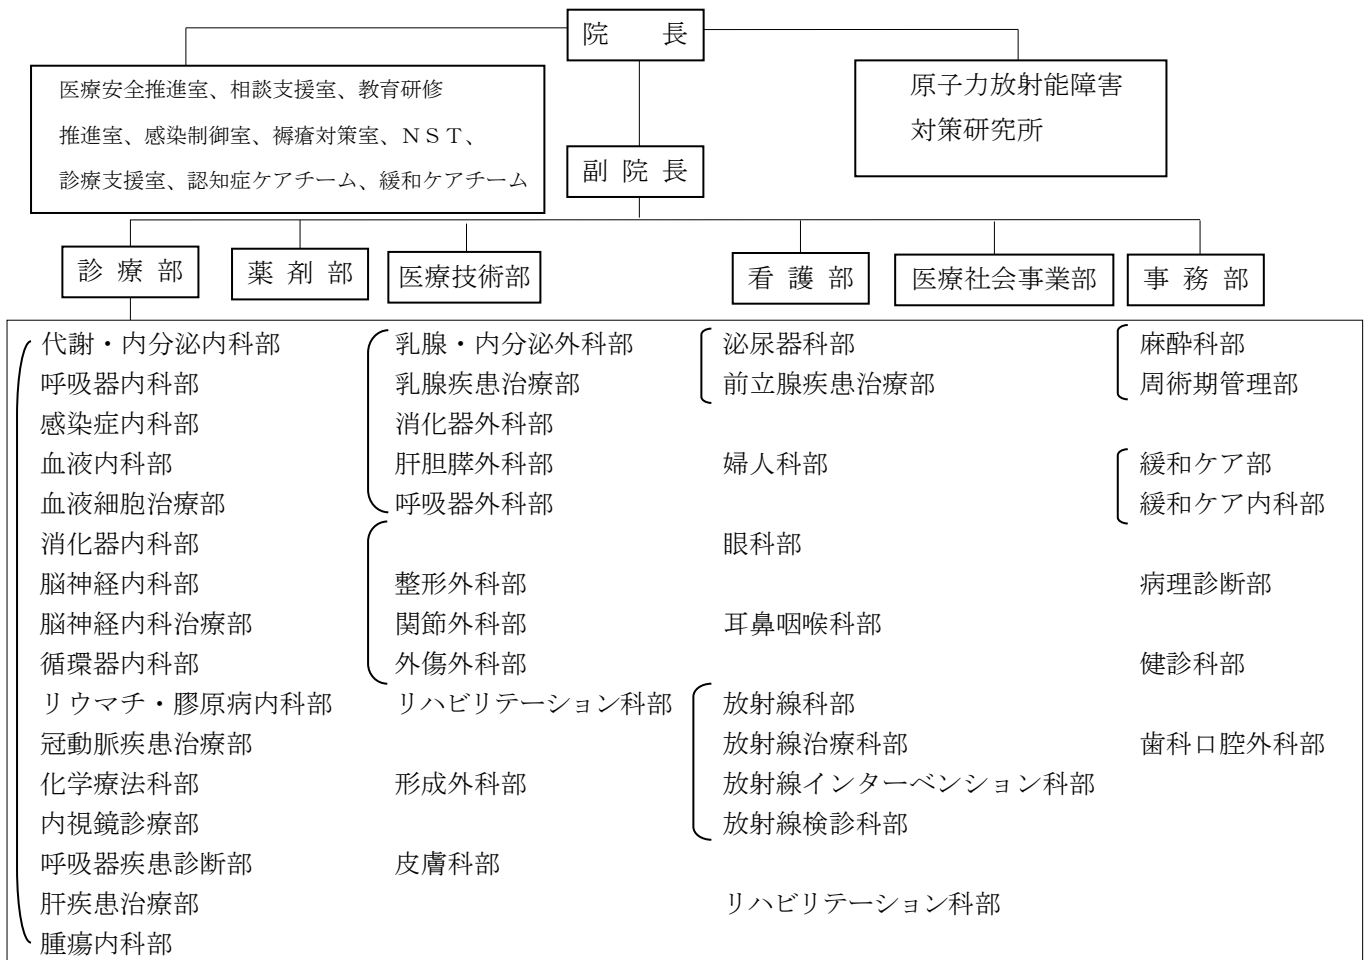 院　　長
医療安全推進室、相談支援室、教育研修
推進室、感染制御室、褥瘡対策室、ＮＳＴ、
診療支援室、認知症ケアチーム、緩和ケアチーム
原子力放射能障害
対策研究所
副 院 長
診 療 部
薬 剤 部
医療技術部
看 護 部
医療社会事業部
事 務 部
代謝・内分泌内科部
呼吸器内科部
感染症内科部
血液内科部
血液細胞治療部
消化器内科部
脳神経内科部
脳神経内科治療部
循環器内科部
リウマチ・膠原病内科部
冠動脈疾患治療部
化学療法科部
内視鏡診療部
呼吸器疾患診断部
肝疾患治療部
腫瘍内科部
乳腺・内分泌外科部
乳腺疾患治療部
消化器外科部
肝胆膵外科部
呼吸器外科部
整形外科部
関節外科部
外傷外科部
リハビリテーション科部
形成外科部
皮膚科部
泌尿器科部
前立腺疾患治療部
婦人科部
眼科部
耳鼻咽喉科部
放射線科部
放射線治療科部
放射線インターベンション科部
放射線検診科部
リハビリテーション科部
麻酔科部
周術期管理部
緩和ケア部
緩和ケア内科部
病理診断部
健診科部
歯科口腔外科部